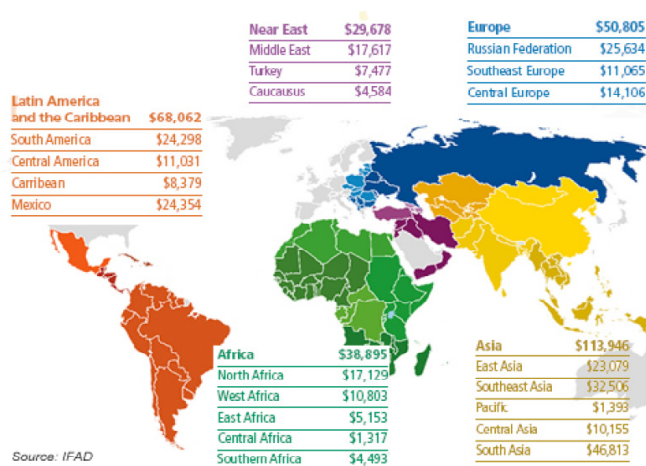 Near East $29,678
Middle East $17,617
Turkey $7,477
Caucasus $4,584
Europe $50,805
Russian Federation $25,634
Southeast Europe $11,065
Central Europe $14,106
Latin America
and the Caribbean $68,062
South America $24,298
Central America $11,031
Carribean $8,379
Mexico $24,354
Africa $38,895
North Africa $17,129
West Africa $10,803
East Africa $5,153
Central Africa $1,317
Southern Africa $4,493
Asia $113,946
East Asia $23,079
Southeast Asia $32,506
Pacific $1,393
Central Asia $10,155
South Asia $46,813
Source: IFAD